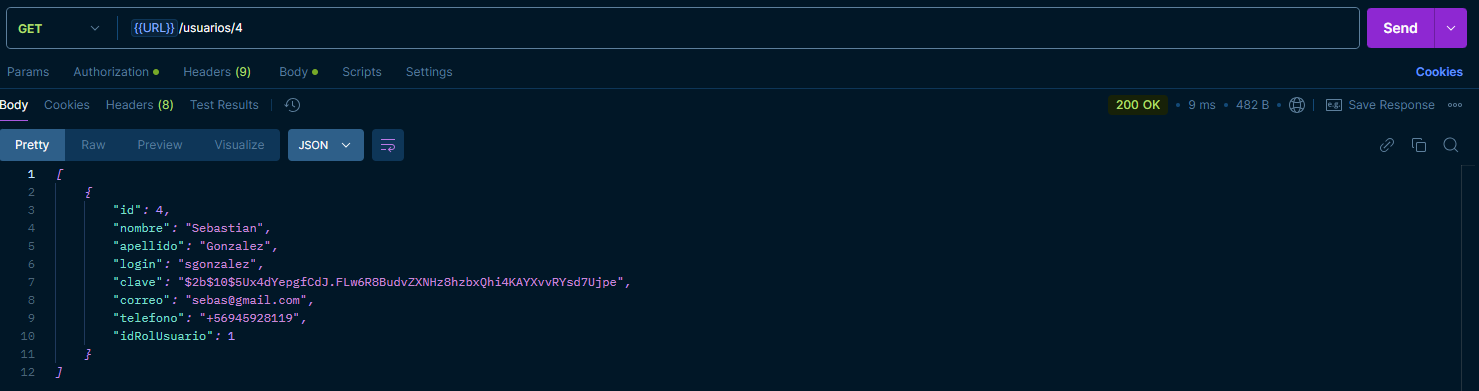 GET {{URL}}/usuarios/4 Send
Params Authorization Headers (9) Body Scripts Settings Cookies
Body Cookies Headers (8) Test Results 200 OK 9 ms 482 B e.g. Save Response
Pretty Raw Preview Visualize JSON
1 [
2 {
3 "id": 4,
4 "nombre": "Sebastian",
5 "apellido": "Gonzalez",
6 "login": "sgonzalez",
7 "clave": "$2b$10$5Ux4dYepgfCdJ.FLw6R8BudvZXNHz8hzbxQhi4KAYXvvRYsd7Ujpe",
8 "correo": "sebas@gmail.com",
9 "telefono": "+56945928119",
10 "idRolUsuario": 1
11 }
12 ]